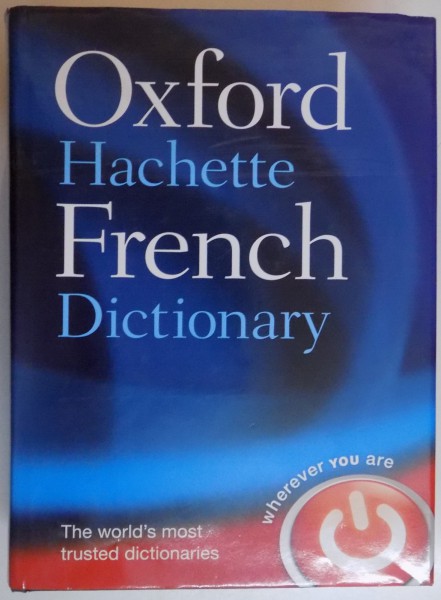 Oxford
Hachette
French
Dictionary
wherever YOU are
The world's most
trusted dictionaries